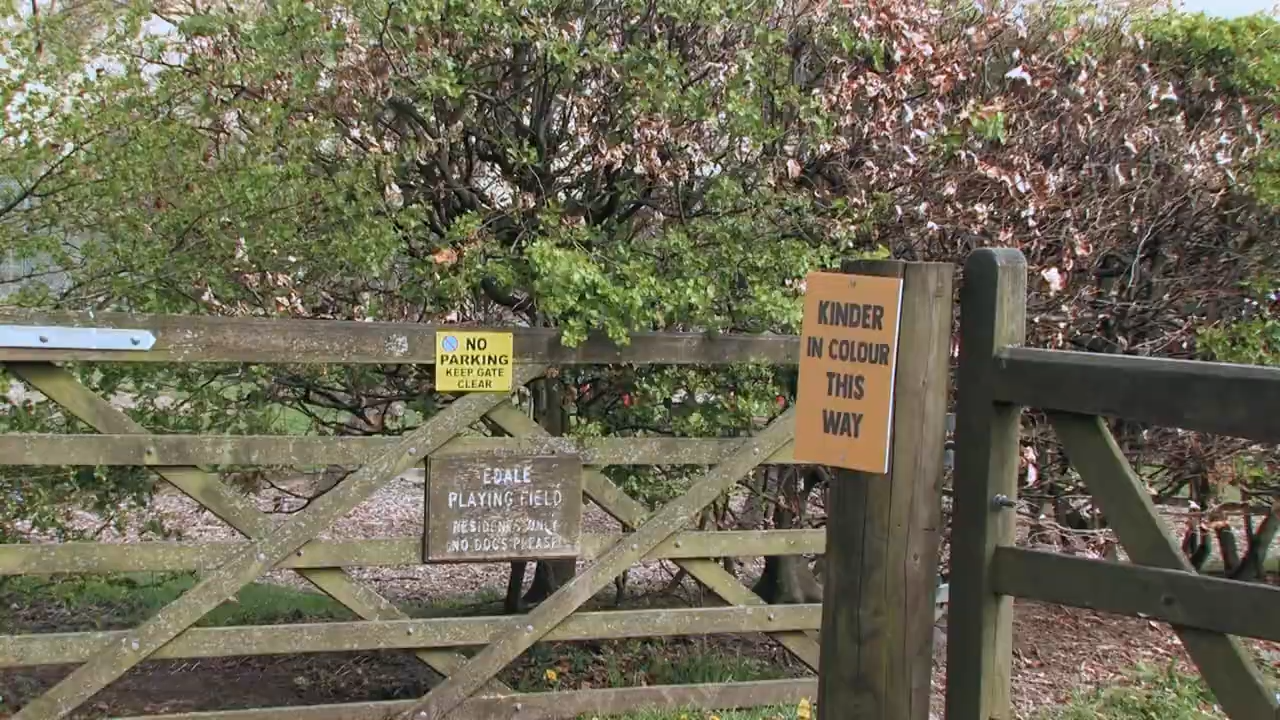 NO
PARKING
KEEP GATE
CLEAR
EDALE
PLAYING FIELD
RESIDENTS ONLY
NO DOGS PLEASE
KINDER
IN COLOUR
THIS
WAY